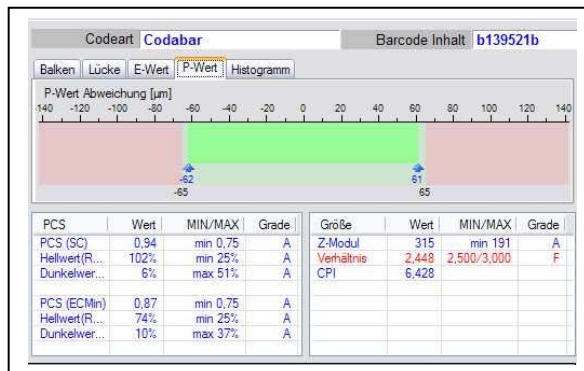 Codeart Codabar Barcode Inhalt b139521b
Balken Lücke E-Wert P-Wert Histogramm
P-Wert Abweichung [µm]
-140 -120 -100 -80 -60 -40 -20 0 20 40 60 80 100 120 140
-62 61
-65 65
PCS Wert MIN/MAX Grade Größe Wert MIN/MAX Grade
PCS (SC) 0,94 min 0,75 A Z-Modul 315 min 191 A
Hellwert(R... 102% min 25% A Verhältnis 2,448 2,500/3,000 F
Dunkelwer... 6% max 51% A CPI 6,428
PCS (ECMin) 0,87 min 0,75 A
Hellwert(R... 74% min 25% A
Dunkelwer... 10% max 37% A